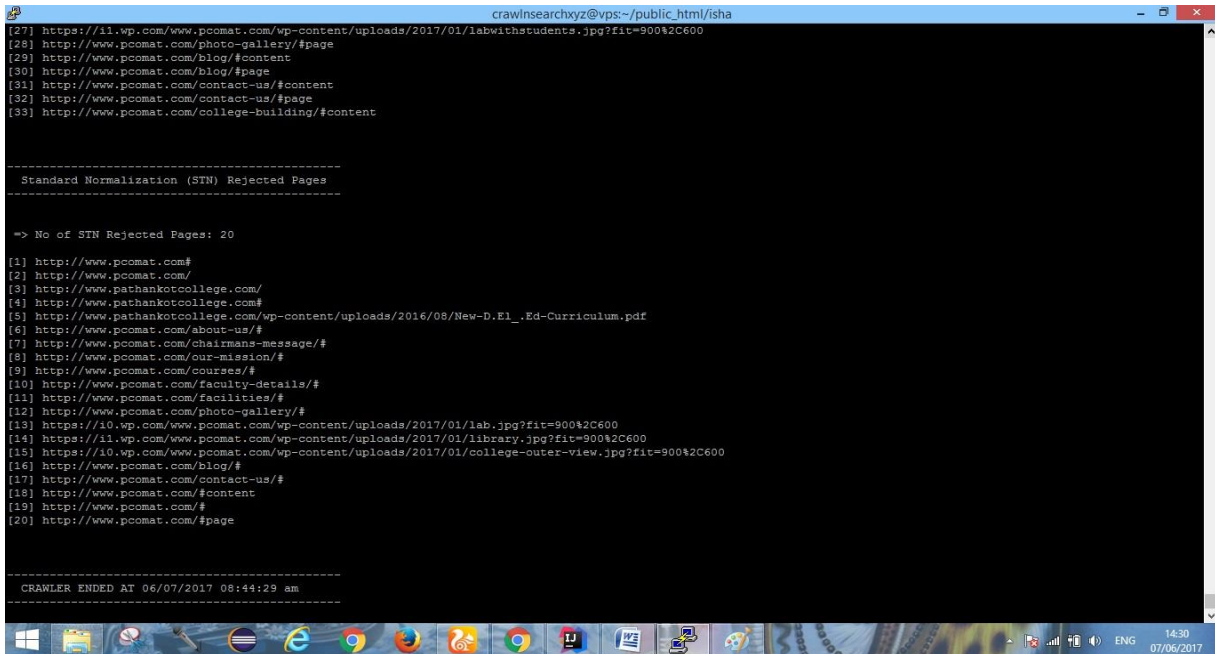 crawlnsearchxyz@vps:~/public_html/isha
[27] https://i1.wp.com/www.pcomat.com/wp-content/uploads/2017/01/labwithstudents.jpg?fit=900%2C600
[28] http://www.pcomat.com/photo-gallery/#page
[29] http://www.pcomat.com/blog/#content
[30] http://www.pcomat.com/blog/#page
[31] http://www.pcomat.com/contact-us/#content
[32] http://www.pcomat.com/contact-us/#page
[33] http://www.pcomat.com/college-building/#content
-----------------------------------------------
Standard Normalization (STN) Rejected Pages
-----------------------------------------------
=> No of STN Rejected Pages: 20
[1] http://www.pcomat.com#
[2] http://www.pcomat.com/
[3] http://www.pathankotcollege.com/
[4] http://www.pathankotcollege.com#
[5] http://www.pathankotcollege.com/wp-content/uploads/2016/08/New-D.El_.Ed-Curriculum.pdf
[6] http://www.pcomat.com/about-us/#
[7] http://www.pcomat.com/chairmans-message/#
[8] http://www.pcomat.com/our-mission/#
[9] http://www.pcomat.com/courses/#
[10] http://www.pcomat.com/faculty-details/#
[11] http://www.pcomat.com/facilities/#
[12] http://www.pcomat.com/photo-gallery/#
[13] https://i0.wp.com/www.pcomat.com/wp-content/uploads/2017/01/lab.jpg?fit=900%2C600
[14] https://i1.wp.com/www.pcomat.com/wp-content/uploads/2017/01/library.jpg?fit=900%2C600
[15] https://i0.wp.com/www.pcomat.com/wp-content/uploads/2017/01/college-outer-view.jpg?fit=900%2C600
[16] http://www.pcomat.com/blog/#
[17] http://www.pcomat.com/contact-us/#
[18] http://www.pcomat.com/#content
[19] http://www.pcomat.com/#
[20] http://www.pcomat.com/#page
-----------------------------------------------
CRAWLER ENDED AT 06/07/2017 08:44:29 am
-----------------------------------------------
ENG
14:30
07/06/2017